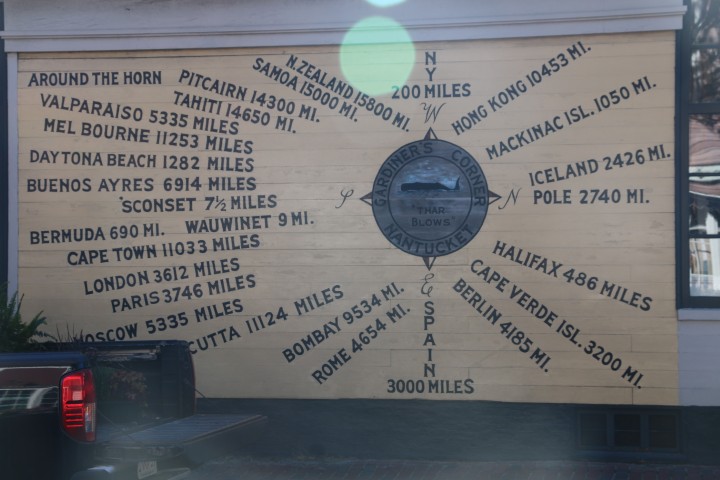 AROUND THE HORN
PITCAIRN 14300 MI.
TAHITI 14650 MI.
SAMOA 15000 MI.
N.ZEALAND 15800 MI.
VALPARAISO 5335 MILES
MEL BOURNE 11253 MILES
DAYTONA BEACH 1282 MILES
BUENOS AYRES 6914 MILES
'SCONSET 7½ MILES
BERMUDA 690 MI.
WAUWINET 9 MI.
CAPE TOWN 11033 MILES
LONDON 3612 MILES
PARIS 3746 MILES
OSCOW 5335 MILES
CUTTA 11124 MILES
BOMBAY 9534 MI.
ROME 4654 MI.
NY
200 MILES
W
HONG KONG 10453 MI.
MACKINAC ISL. 1050 MI.
ICELAND 2426 MI.
POLE 2740 MI.
S
N
GARDINER'S CORNER
"THAR
BLOWS"
NANTUCKET
E
SPAIN
3000 MILES
HALIFAX 486 MILES
CAPE VERDE ISL. 3200 MI.
BERLIN 4185 MI.